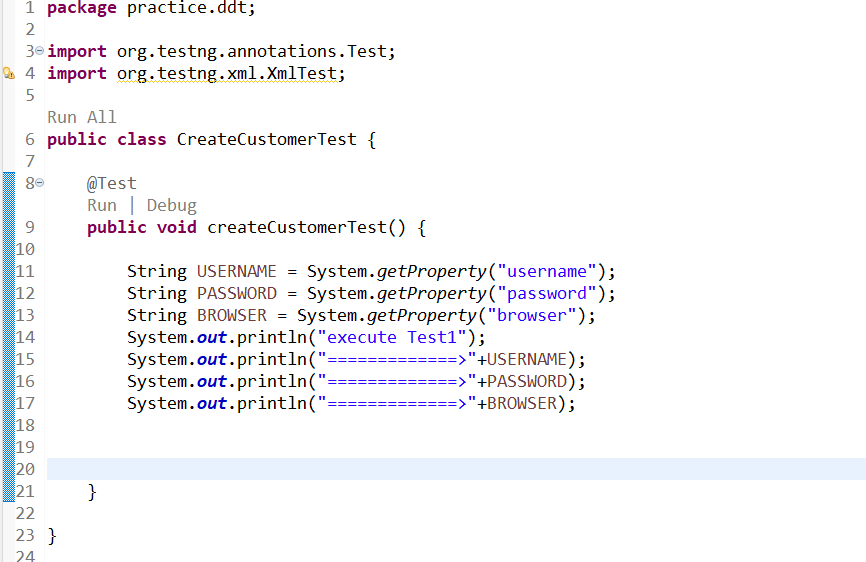 1 package practice.ddt;
2
3 import org.testng.annotations.Test;
4 import org.testng.xml.XmlTest;
5
Run All
6 public class CreateCustomerTest {
7
8 @Test
Run | Debug
9 public void createCustomerTest() {
10
11 String USERNAME = System.getProperty("username");
12 String PASSWORD = System.getProperty("password");
13 String BROWSER = System.getProperty("browser");
14 System.out.println("execute Test1");
15 System.out.println("=============>"+USERNAME);
16 System.out.println("=============>"+PASSWORD);
17 System.out.println("=============>"+BROWSER);
18
19
20
21 }
22
23 }
24